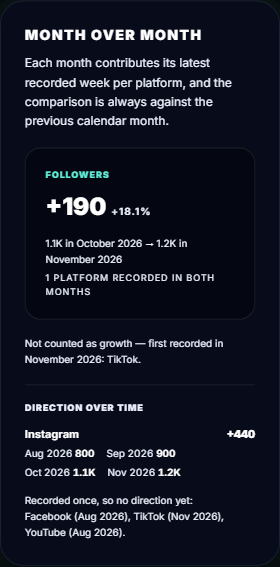 MONTH OVER MONTH
Each month contributes its latest
recorded week per platform, and the
comparison is always against the
previous calendar month.
FOLLOWERS
+190 +18.1%
1.1K in October 2026 → 1.2K in
November 2026
1 PLATFORM RECORDED IN BOTH
MONTHS
Not counted as growth — first recorded in
November 2026: TikTok.
DIRECTION OVER TIME
Instagram +440
Aug 2026 800 Sep 2026 900
Oct 2026 1.1K Nov 2026 1.2K
Recorded once, so no direction yet:
Facebook (Aug 2026), TikTok (Nov 2026),
YouTube (Aug 2026).